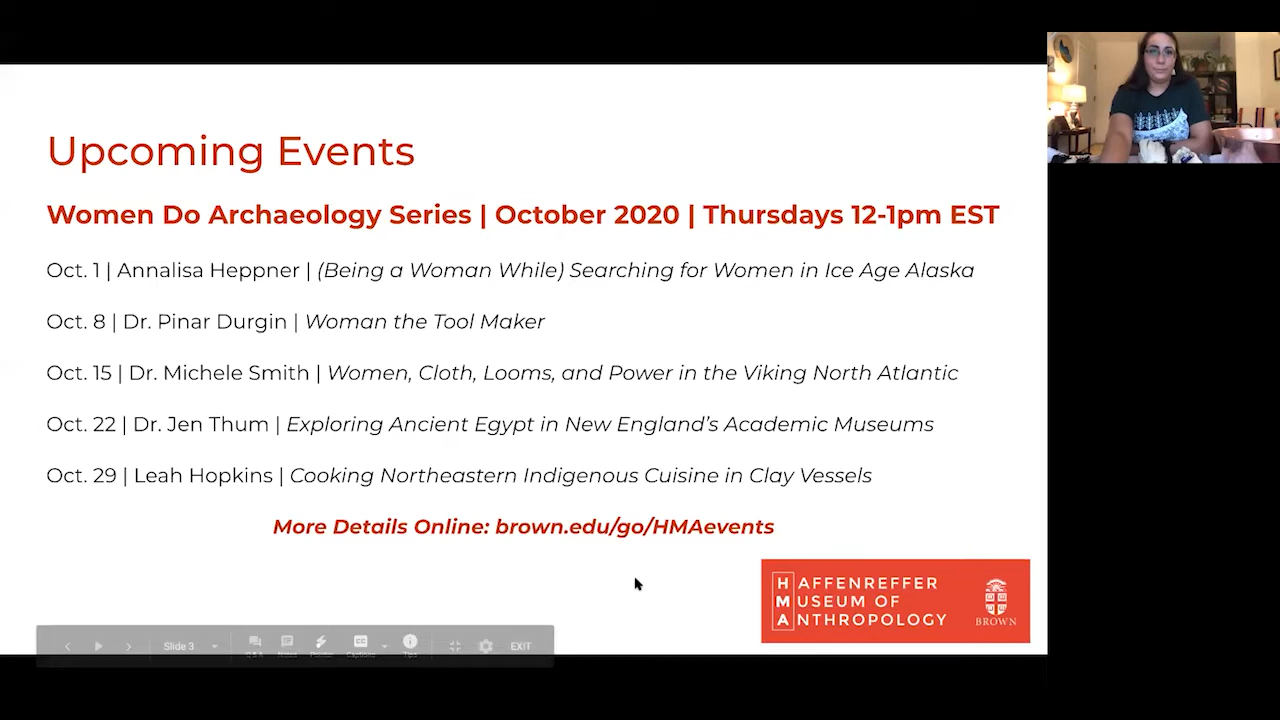 Upcoming Events
Women Do Archaeology Series | October 2020 | Thursdays 12-1pm EST
Oct. 1 | Annalisa Heppner | (Being a Woman While) Searching for Women in Ice Age Alaska
Oct. 8 | Dr. Pinar Durgin | Woman the Tool Maker
Oct. 15 | Dr. Michele Smith | Women, Cloth, Looms, and Power in the Viking North Atlantic
Oct. 22 | Dr. Jen Thum | Exploring Ancient Egypt in New England’s Academic Museums
Oct. 29 | Leah Hopkins | Cooking Northeastern Indigenous Cuisine in Clay Vessels
More Details Online: brown.edu/go/HMAevents
HAFFENREFFER
MUSEUM OF
ANTHROPOLOGY
BROWN
Slide 3
Q & A Notes Pointer Captions Tips
EXIT